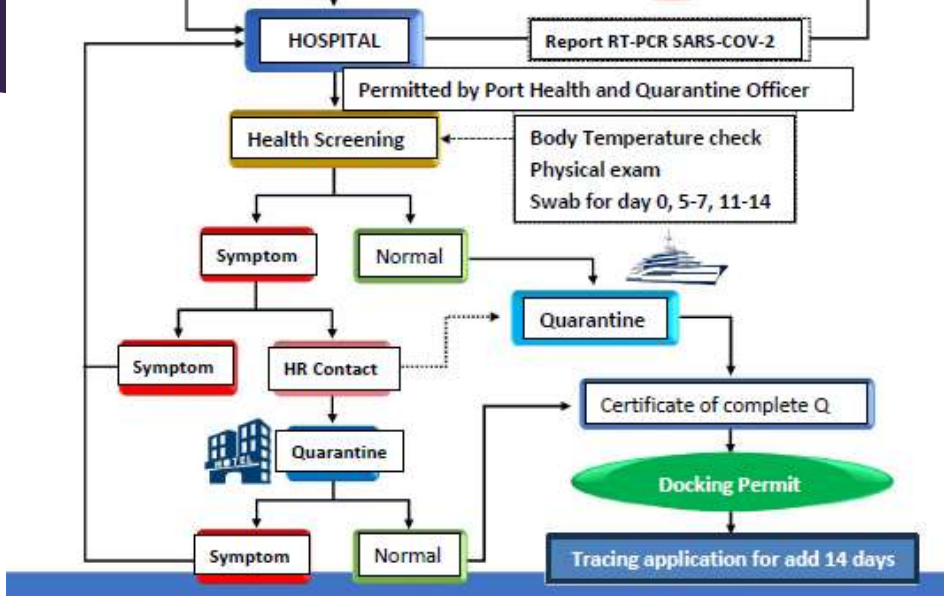 HOSPITAL
Report RT-PCR SARS-COV-2
Permitted by Port Health and Quarantine Officer
Health Screening
Body Temperature check
Physical exam
Swab for day 0, 5-7, 11-14
Symptom
Normal
Quarantine
Symptom
HR Contact
Certificate of complete Q
HOTEL
Quarantine
Docking Permit
Symptom
Normal
Tracing application for add 14 days